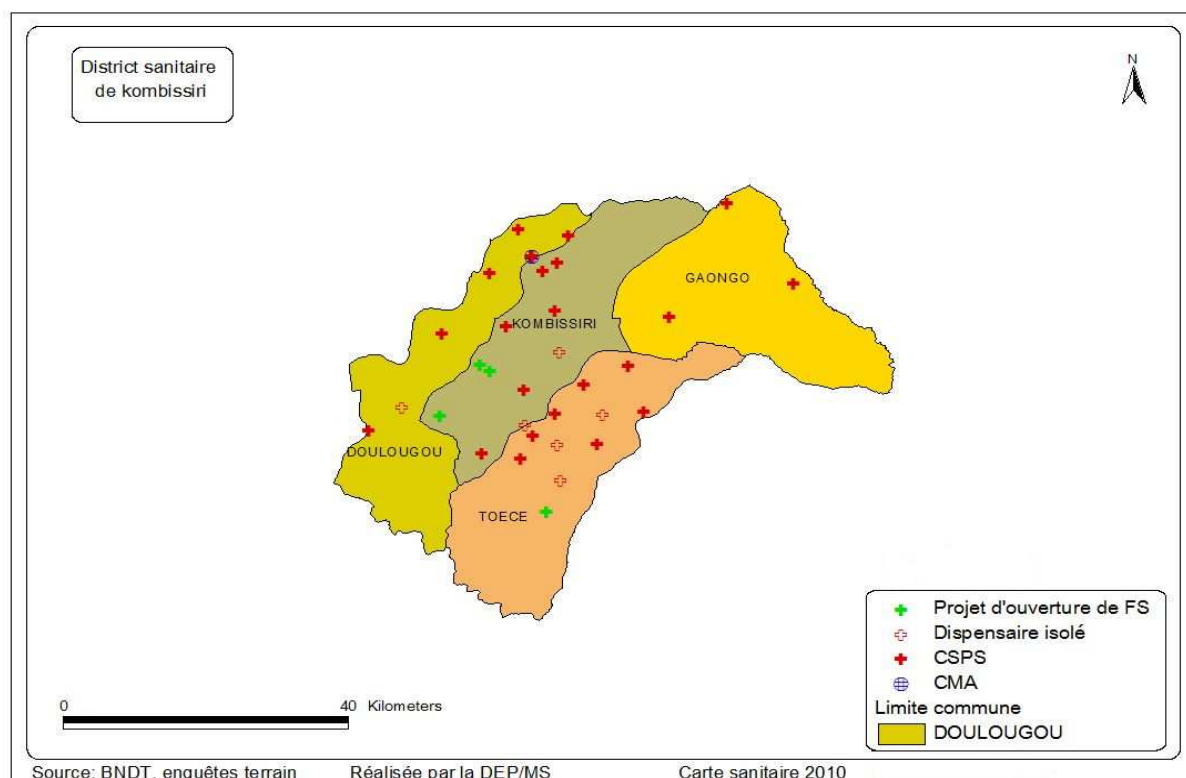 District sanitaire
de kombissiri
N
GAONGO
KOMBISSIRI
DOULOUGOU
TOECE
Projet d'ouverture de FS
Dispensaire isolé
CSPS
CMA
Limite commune
DOULOUGOU
0 40 Kilometers
Source: BNDT, enquêtes terrain Réalisée par la DEP/MS Carte sanitaire 2010